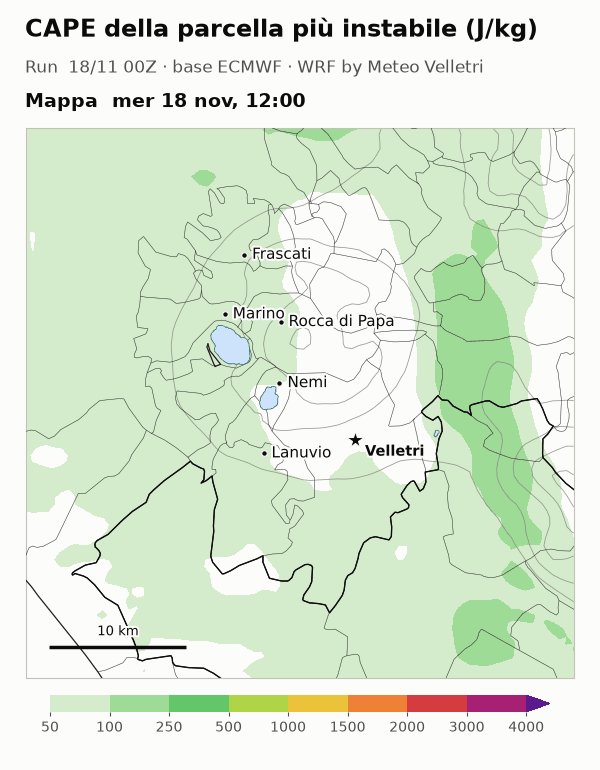 CAPE della parcella più instabile (J/kg)
Run  18/11 00Z · base ECMWF · WRF by Meteo Velletri
Mappa  mer 18 nov, 12:00
Frascati
Marino
Rocca di Papa
Nemi
Velletri
Lanuvio
10 km
50 100 250 500 1000 1500 2000 3000 4000